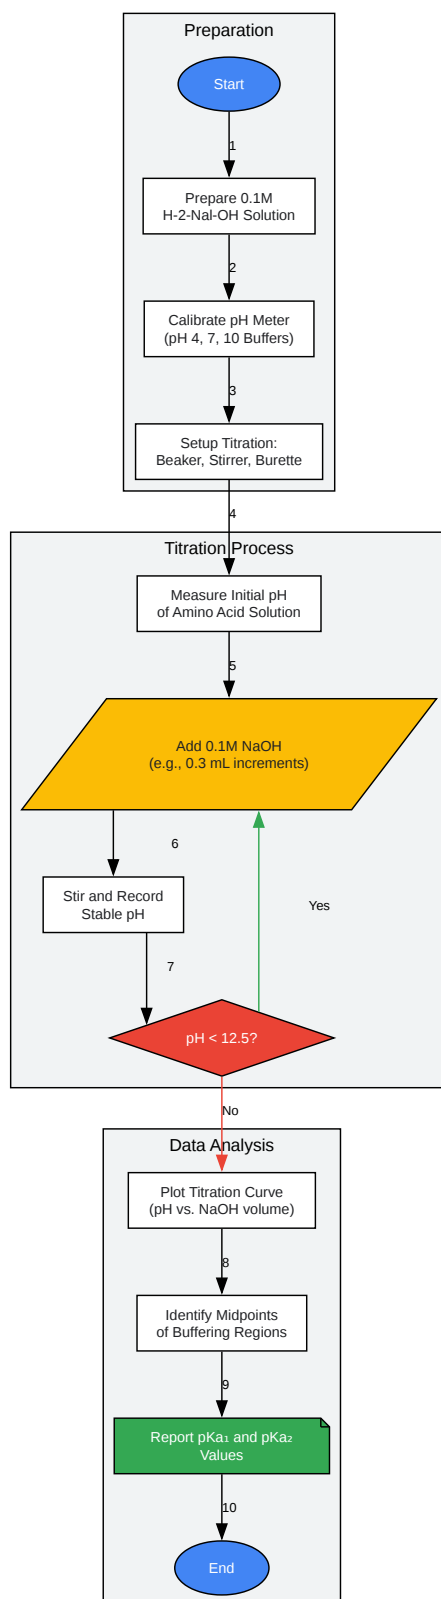 Preparation
Start
1
Prepare 0.1M
H-2-Nal-OH Solution
2
Calibrate pH Meter
(pH 4, 7, 10 Buffers)
3
Setup Titration:
Beaker, Stirrer, Burette
4
Titration Process
Measure Initial pH
of Amino Acid Solution
5
Add 0.1M NaOH
(e.g., 0.3 mL increments)
6
Stir and Record
Stable pH
Yes
7
pH < 12.5?
No
Data Analysis
Plot Titration Curve
(pH vs. NaOH volume)
8
Identify Midpoints
of Buffering Regions
9
Report pKa₁ and pKa₂
Values
10
End